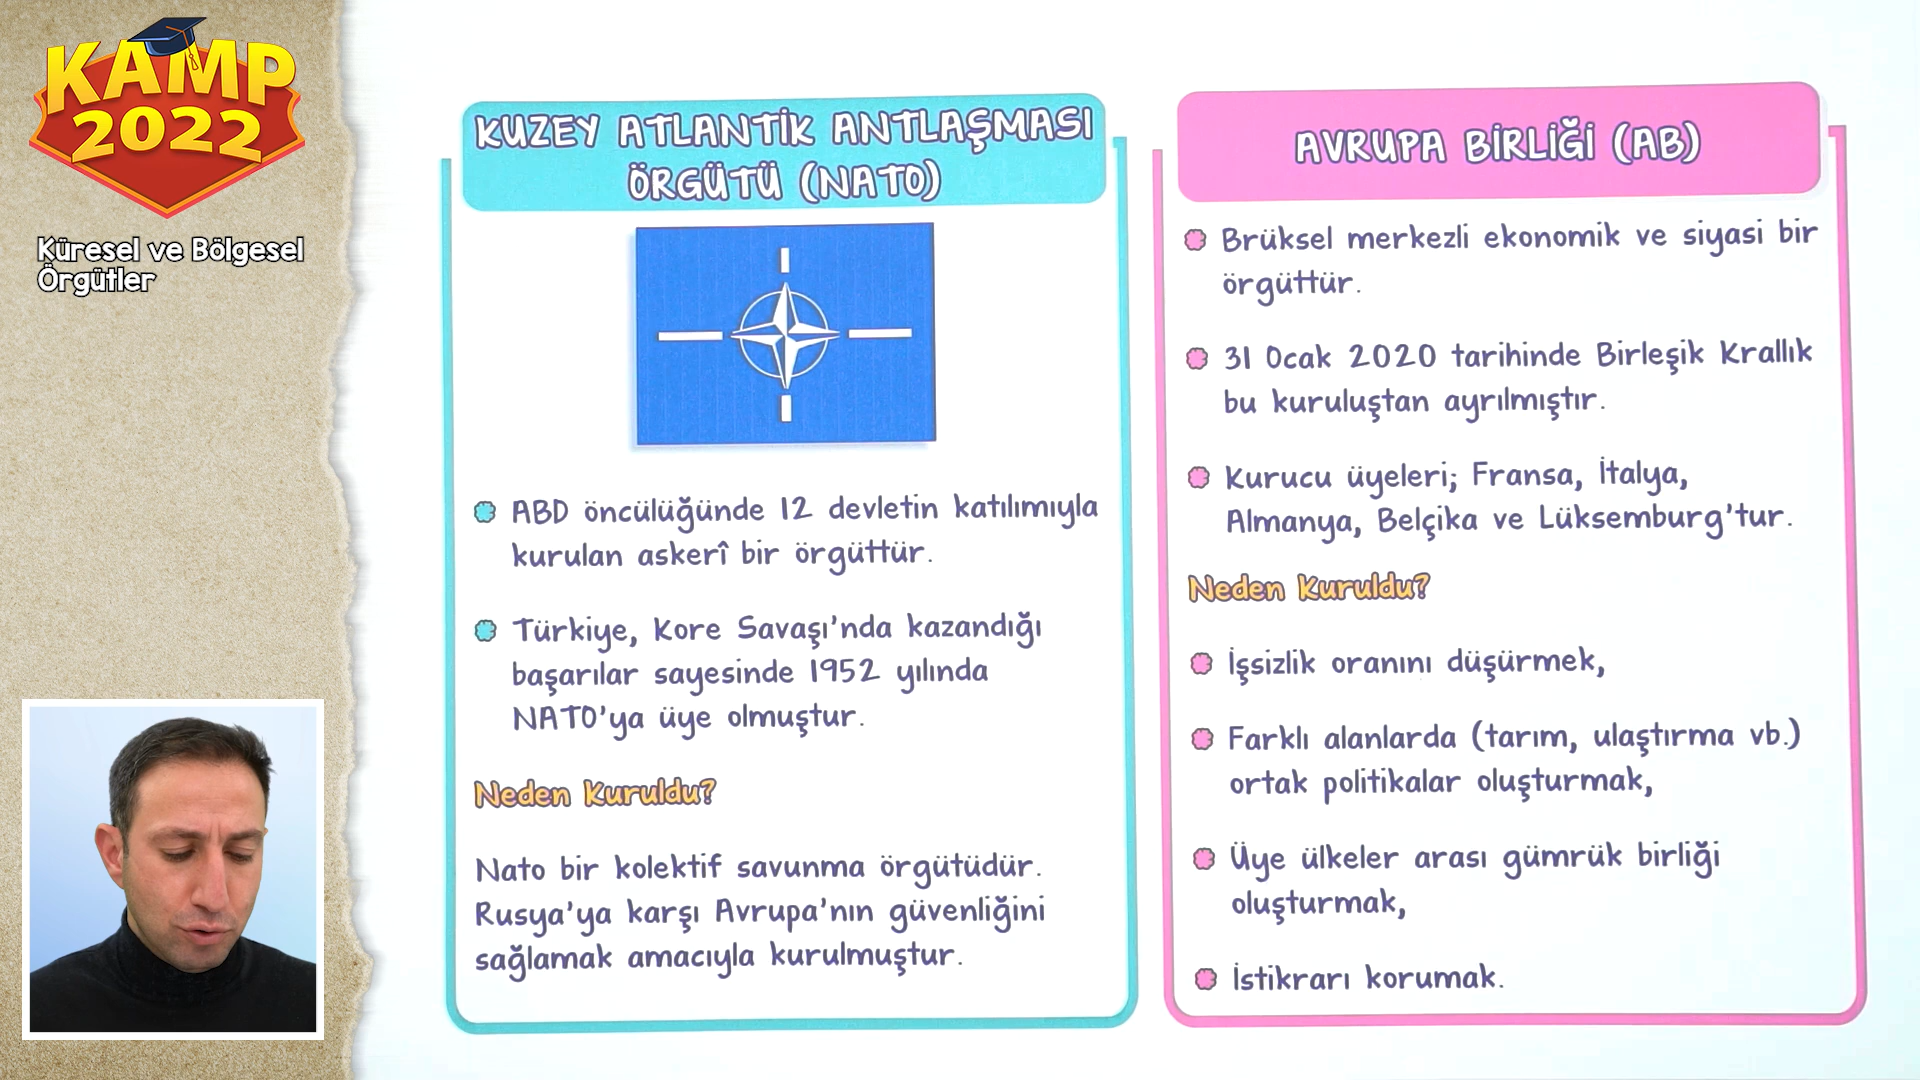 KAMP
2022
Küresel ve Bölgesel
Örgütler
KUZEY ATLANTİK ANTLAŞMASI
ÖRGÜTÜ (NATO)
ABD öncülüğünde 12 devletin katılımıyla
kurulan askerî bir örgüttür.
Türkiye, Kore Savaşı'nda kazandığı
başarılar sayesinde 1952 yılında
NATO'ya üye olmuştur.
Neden Kuruldu?
Nato bir kolektif savunma örgütüdür.
Rusya'ya karşı Avrupa'nın güvenliğini
sağlamak amacıyla kurulmuştur.
AVRUPA BİRLİĞİ (AB)
Brüksel merkezli ekonomik ve siyasi bir
örgüttür.
31 Ocak 2020 tarihinde Birleşik Krallık
bu kuruluştan ayrılmıştır.
Kurucu üyeleri; Fransa, İtalya,
Almanya, Belçika ve Lüksemburg'tur.
Neden Kuruldu?
İşsizlik oranını düşürmek,
Farklı alanlarda (tarım, ulaştırma vb.)
ortak politikalar oluşturmak,
Üye ülkeler arası gümrük birliği
oluşturmak,
İstikrarı korumak.